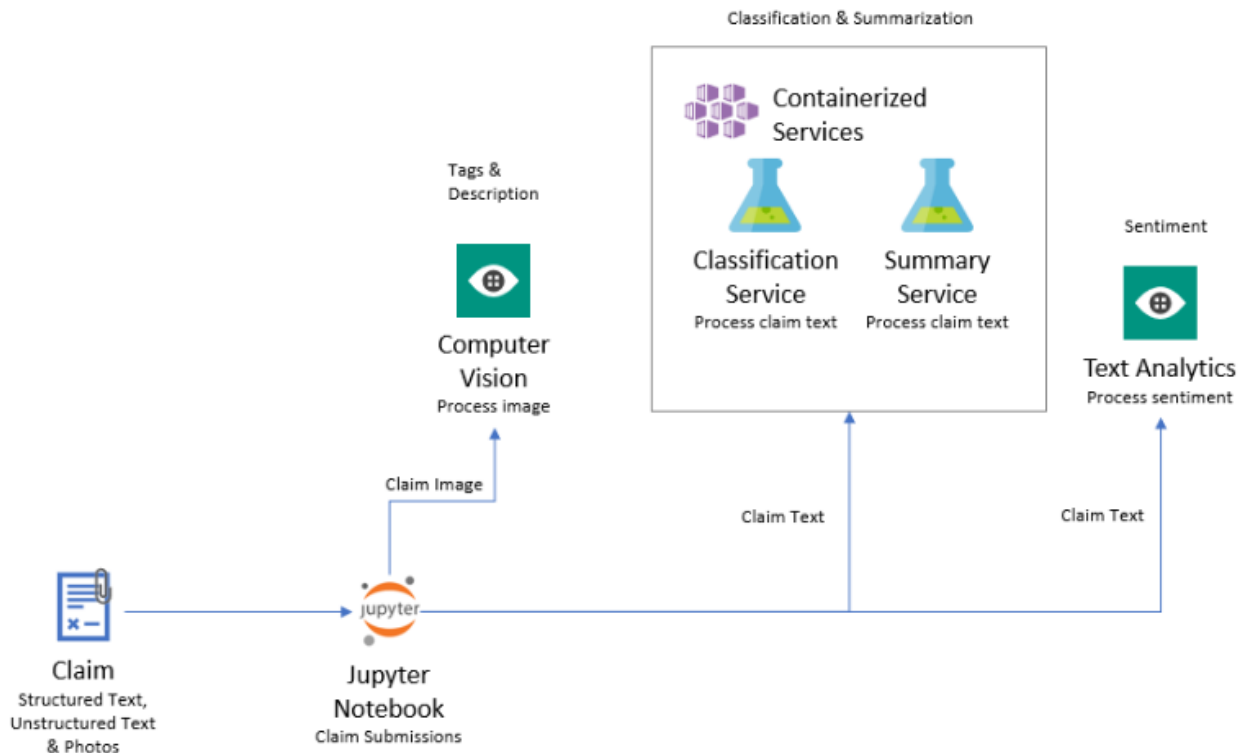 Classification & Summarization
Containerized
Services
Tags &
Description
Classification
Service
Process claim text
Summary
Service
Process claim text
Sentiment
Computer
Vision
Process image
Text Analytics
Process sentiment
Claim Image
Claim Text
Claim Text
jupyter
Claim
Structured Text,
Unstructured Text
& Photos
Jupyter
Notebook
Claim Submissions